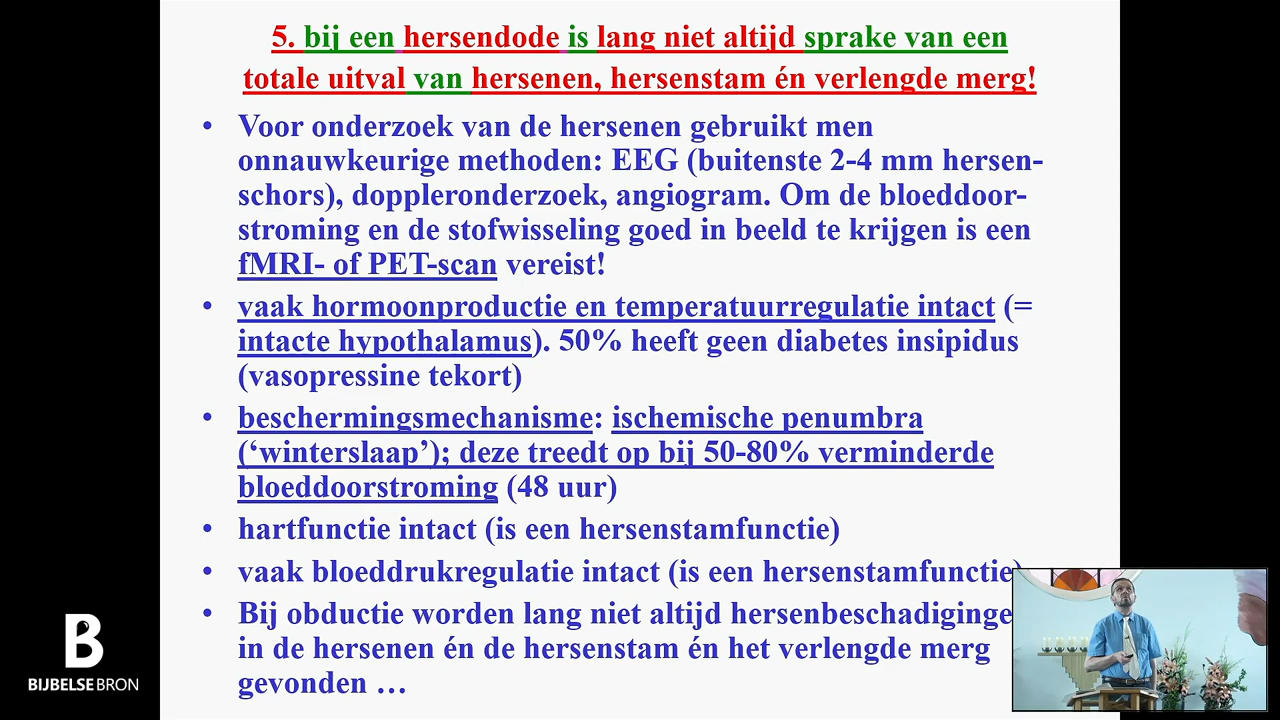 5. bij een hersendode is lang niet altijd sprake van een
totale uitval van hersenen, hersenstam én verlengde merg!
• Voor onderzoek van de hersenen gebruikt men
onnauwkeurige methoden: EEG (buitenste 2-4 mm hersen-
schors), doppleronderzoek, angiogram. Om de bloeddoor-
stroming en de stofwisseling goed in beeld te krijgen is een
fMRI- of PET-scan vereist!
• vaak hormoonproductie en temperatuurregulatie intact (=
intacte hypothalamus). 50% heeft geen diabetes insipidus
(vasopressine tekort)
• beschermingsmechanisme: ischemische penumbra
(‘winterslaap’); deze treedt op bij 50-80% verminderde
bloeddoorstroming (48 uur)
• hartfunctie intact (is een hersenstamfunctie)
• vaak bloeddrukregulatie intact (is een hersenstamfunctie)
• Bij obductie worden lang niet altijd hersenbeschadiginge
in de hersenen én de hersenstam én het verlengde merg
gevonden …
B
BIJBELSE BRON